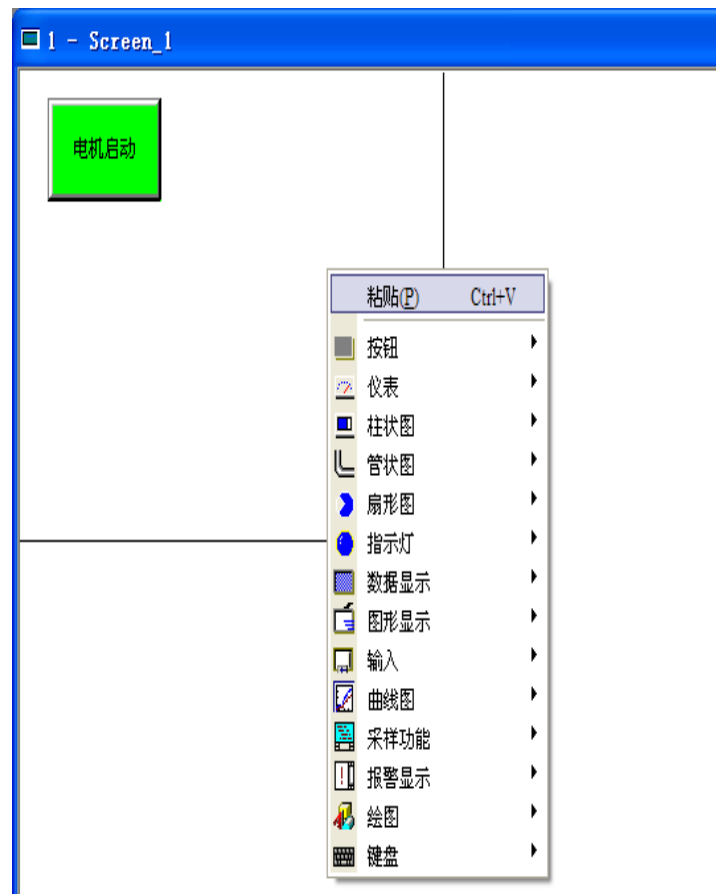 1 - Screen_1
电机启动
粘贴(P) Ctrl+V
按钮
仪表
柱状图
管状图
扇形图
指示灯
数据显示
图形显示
输入
曲线图
采样功能
报警显示
绘图
键盘